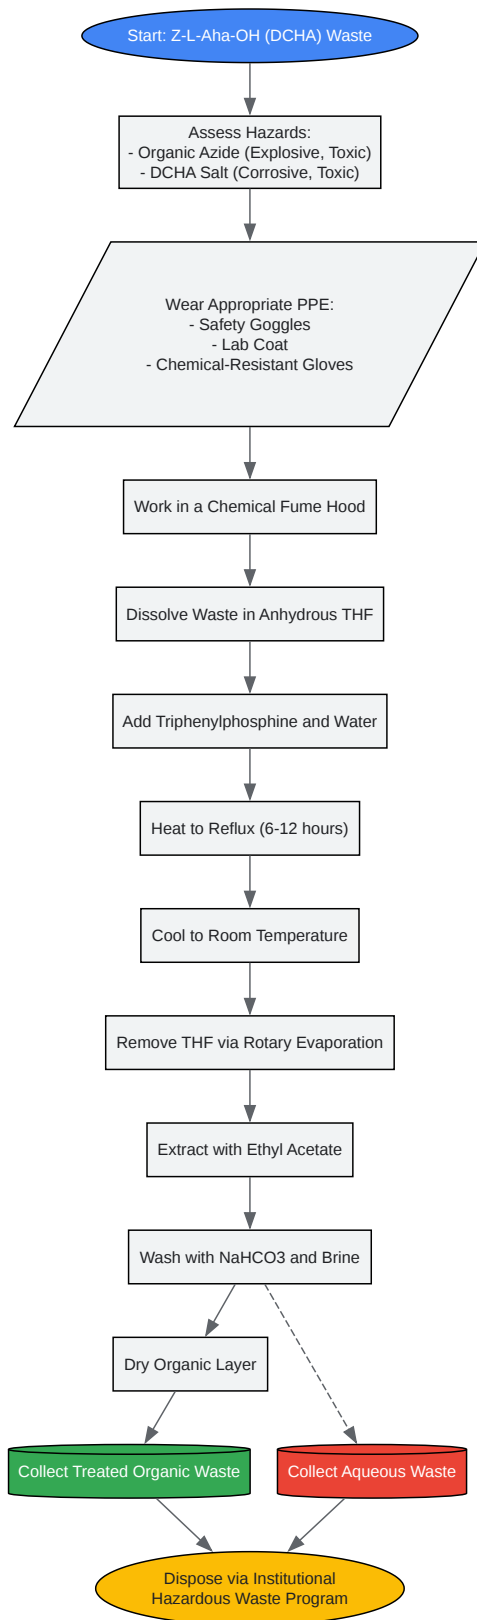 Start: Z-L-Aha-OH (DCHA) Waste
Assess Hazards:
- Organic Azide (Explosive, Toxic)
- DCHA Salt (Corrosive, Toxic)
Wear Appropriate PPE:
- Safety Goggles
- Lab Coat
- Chemical-Resistant Gloves
Work in a Chemical Fume Hood
Dissolve Waste in Anhydrous THF
Add Triphenylphosphine and Water
Heat to Reflux (6-12 hours)
Cool to Room Temperature
Remove THF via Rotary Evaporation
Extract with Ethyl Acetate
Wash with NaHCO3 and Brine
Dry Organic Layer
Collect Treated Organic Waste
Collect Aqueous Waste
Dispose via Institutional
Hazardous Waste Program